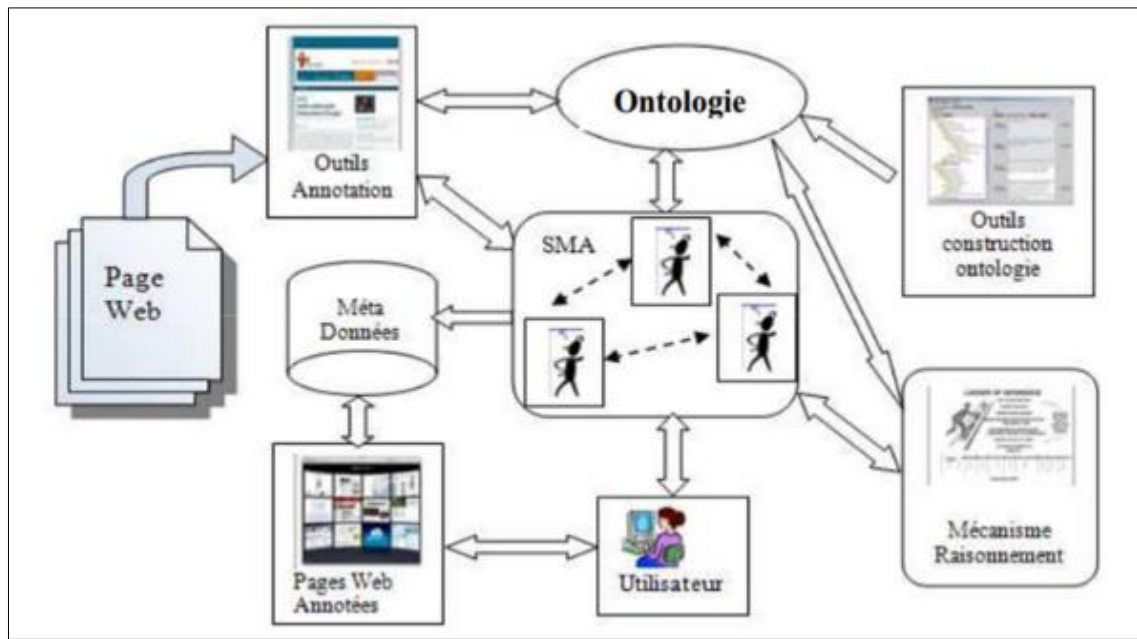 Ontologie
Outils
Annotation
Outils
construction
ontologie
Page
Web
SMA
Méta
Données
Mécanisme
Raisonnement
Pages Web
Annotées
Utilisateur